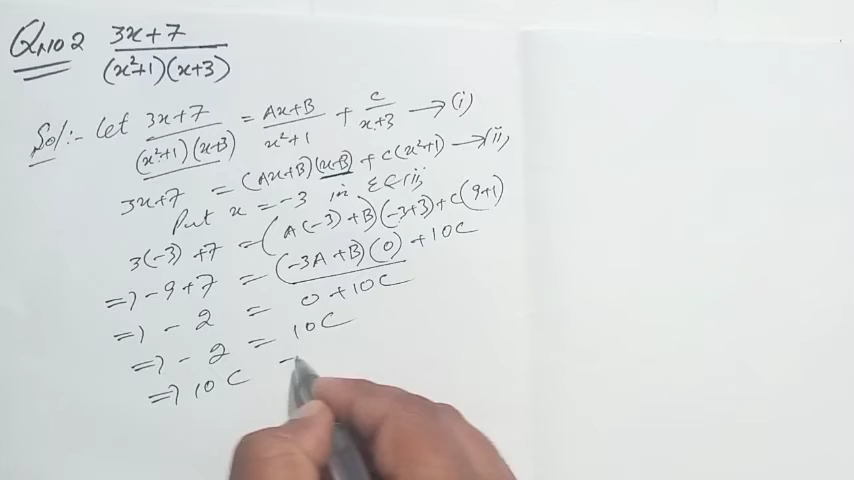 Q.No 2 3x+7 / (x²+1)(x+3)
Sol:- Let 3x+7 / (x²+1)(x+3) = Ax+B / x²+1 + C / x+3 → (i)
3x+7 = (Ax+B)(x+3) + C(x²+1) → (ii)
Put x = -3 in Eq (ii)
3(-3)+7 = (A(-3)+B)(-3+3)+C(9+1)
=> -9+7 = (-3A+B)(0) + 10C
=> -2 = 0+10C
=> -2 = 10C
=> 10C